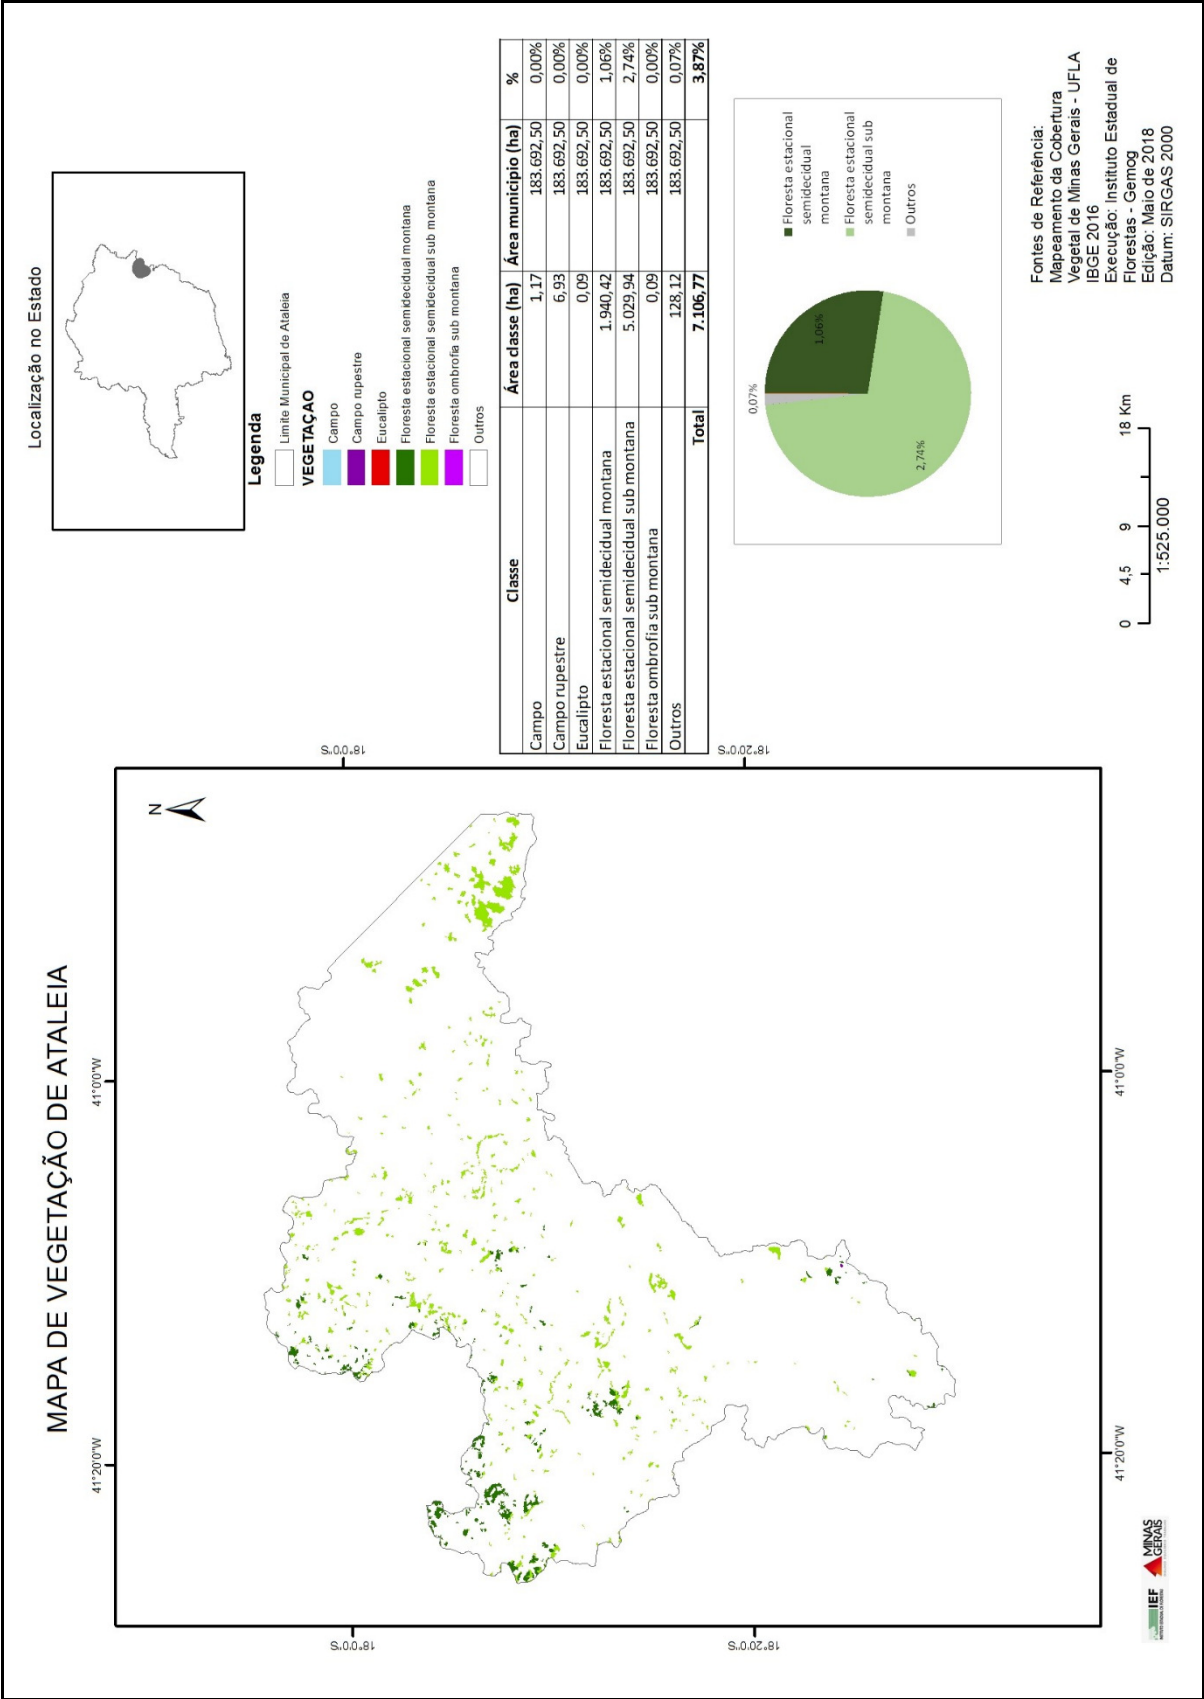 MAPA DE VEGETAÇÃO DE ATALEIA
41°20'0"W
41°0'0"W
18°0'0"S
18°0'0"S
18°20'0"S
18°20'0"S
41°20'0"W
41°0'0"W
N
IEF
MINAS
GERAIS
Localização no Estado
Legenda
Limite Municipal de Ataleia
VEGETAÇAO
Campo
Campo rupestre
Eucalipto
Floresta estacional semidecidual montana
Floresta estacional semidecidual sub montana
Floresta ombrofia sub montana
Outros
Classe Área classe (ha) Área municipio (ha) %
Campo 1,17 183.692,50 0,00%
Campo rupestre 6,93 183.692,50 0,00%
Eucalipto 0,09 183.692,50 0,00%
Floresta estacional semidecidual montana 1.940,42 183.692,50 1,06%
Floresta estacional semidecidual sub montana 5.029,94 183.692,50 2,74%
Floresta ombrofia sub montana 0,09 183.692,50 0,00%
Outros 128,12 183.692,50 0,07%
Total 7.106,77 3,87%
0,07%
1,06%
2,74%
Floresta estacional
semidecidual
montana
Floresta estacional
semidecidual sub
montana
Outros
0 4,5 9 18 Km
1:525.000
Fontes de Referência:
Mapeamento da Cobertura
Vegetal de Minas Gerais - UFLA
IBGE 2016
Execução: Instituto Estadual de
Florestas - Gemog
Edição: Maio de 2018
Datum: SIRGAS 2000